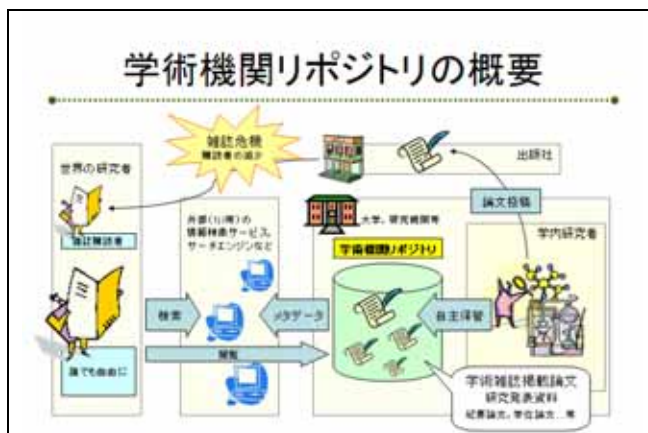 学術機関リポジトリの概要
雑誌危機
購読者の減少
出版社
世界の研究者
論文投稿
雑誌購読者
情報検索サービス、
サーチエンジンなど
大学、研究機関等
学術機関リポジトリ
学内研究者
検索
メタデータ
自主保管
閲覧
誰でも自由に
学術雑誌掲載論文
研究発表資料
紀要論文、学位論文…等